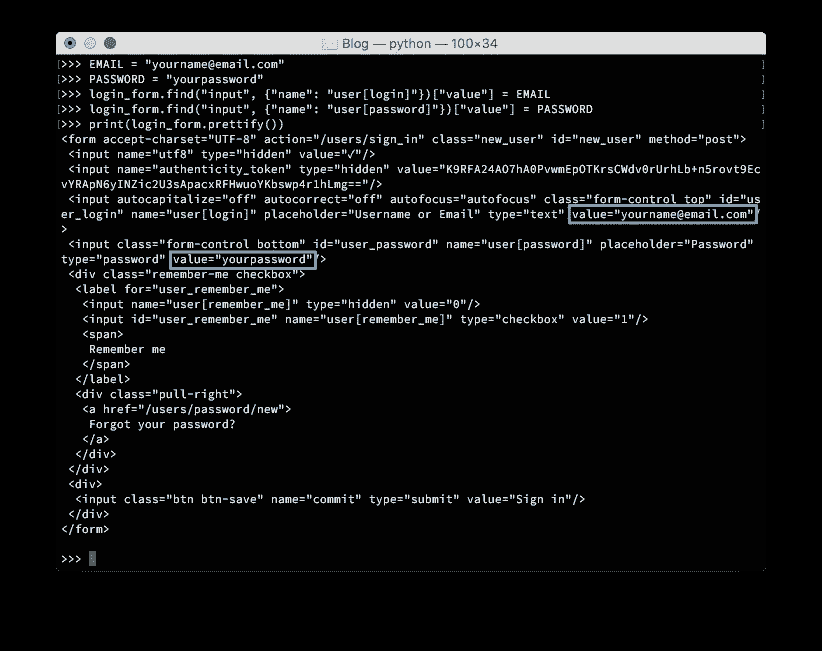 Blog — python — 100×34
[>>> EMAIL = "yourname@email.com" ]
[>>> PASSWORD = "yourpassword" ]
[>>> login_form.find("input", {"name": "user[login]"})["value"] = EMAIL ]
[>>> login_form.find("input", {"name": "user[password]"})["value"] = PASSWORD ]
[>>> print(login_form.prettify()) ]
<form accept-charset="UTF-8" action="/users/sign_in" class="new_user" id="new_user" method="post">
<input name="utf8" type="hidden" value="✓"/>
<input name="authenticity_token" type="hidden" value="K9RFA24AO7hA0PvwmEpOTKrsCWdv0rUrhLb+n5rovt9Ec
vYRApN6yINZic2U3sApacxRFHwuoYKbswp4r1hLmg=="/>
<input autocapitalize="off" autocorrect="off" autofocus="autofocus" class="form-control top" id="us
er_login" name="user[login]" placeholder="Username or Email" type="text" value="yourname@email.com"/
>
<input class="form-control bottom" id="user_password" name="user[password]" placeholder="Password"
type="password" value="yourpassword"/>
<div class="remember-me checkbox">
<label for="user_remember_me">
<input name="user[remember_me]" type="hidden" value="0"/>
<input id="user_remember_me" name="user[remember_me]" type="checkbox" value="1"/>
<span>
Remember me
</span>
</label>
<div class="pull-right">
<a href="/users/password/new">
Forgot your password?
</a>
</div>
</div>
<div>
<input class="btn btn-save" name="commit" type="submit" value="Sign in"/>
</div>
</form>
>>>